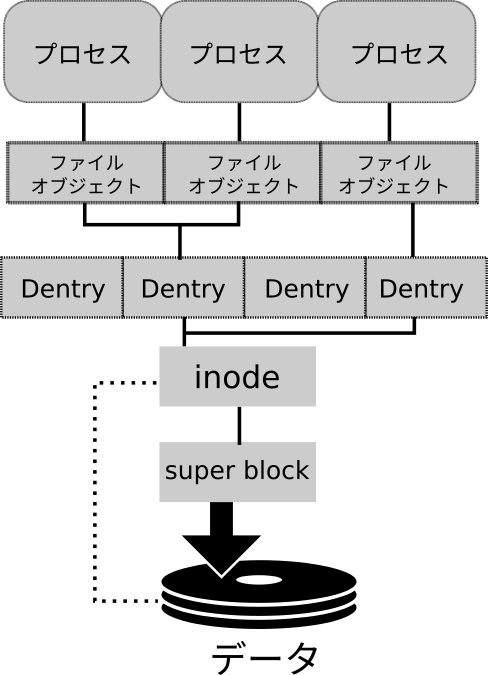 プロセス
プロセス
プロセス
ファイル
オブジェクト
ファイル
オブジェクト
ファイル
オブジェクト
Dentry
Dentry
Dentry
Dentry
inode
super block
データ